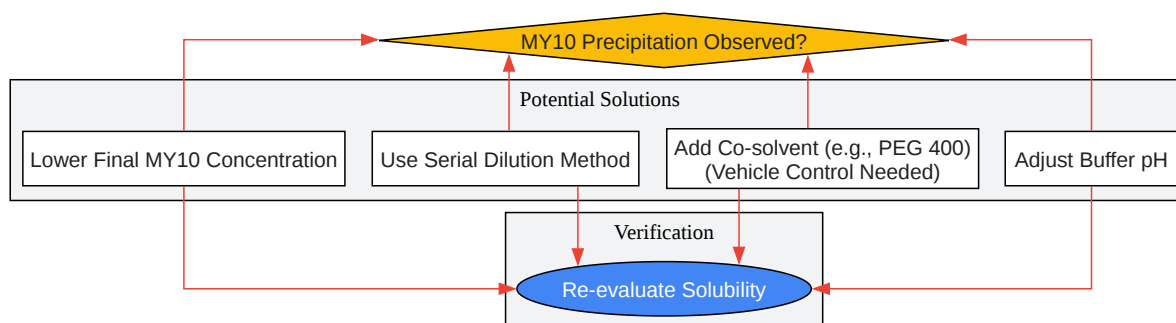 MY10 Precipitation Observed?
Potential Solutions
Lower Final MY10 Concentration
Use Serial Dilution Method
Add Co-solvent (e.g., PEG 400)
(Vehicle Control Needed)
Adjust Buffer pH
Verification
Re-evaluate Solubility